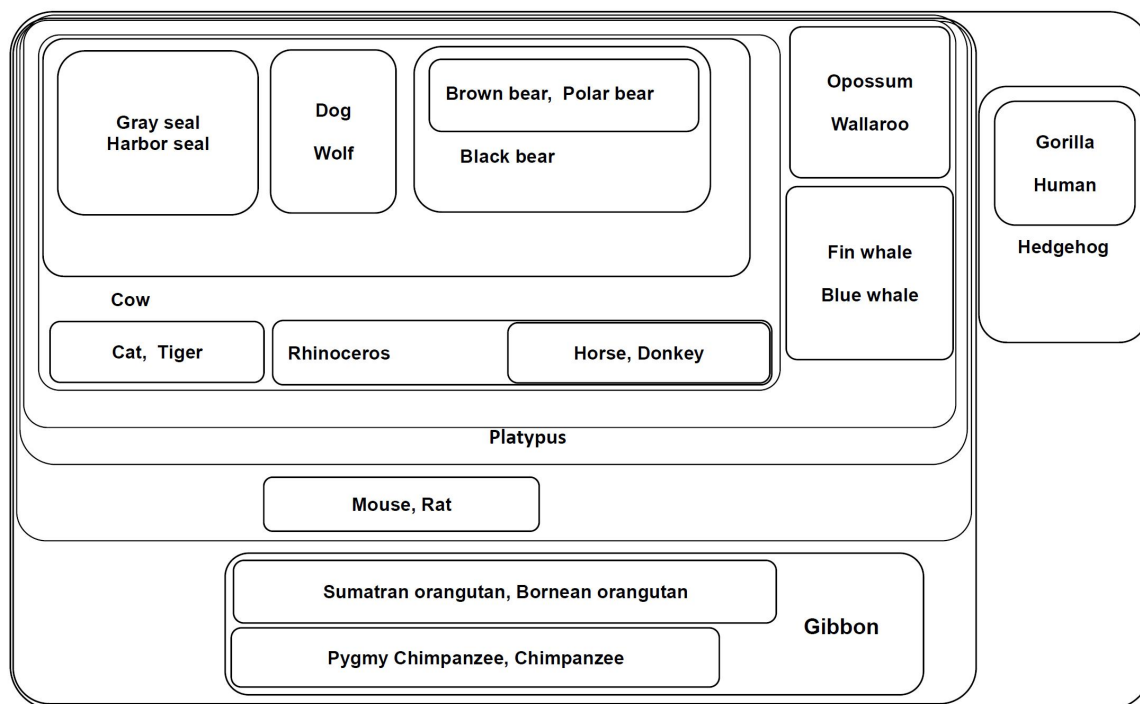 Gray seal
Harbor seal
Dog
Wolf
Brown bear, Polar bear
Black bear
Opossum
Wallaroo
Gorilla
Human
Hedgehog
Fin whale
Blue whale
Cow
Cat, Tiger
Rhinoceros
Horse, Donkey
Platypus
Mouse, Rat
Sumatran orangutan, Bornean orangutan
Gibbon
Pygmy Chimpanzee, Chimpanzee